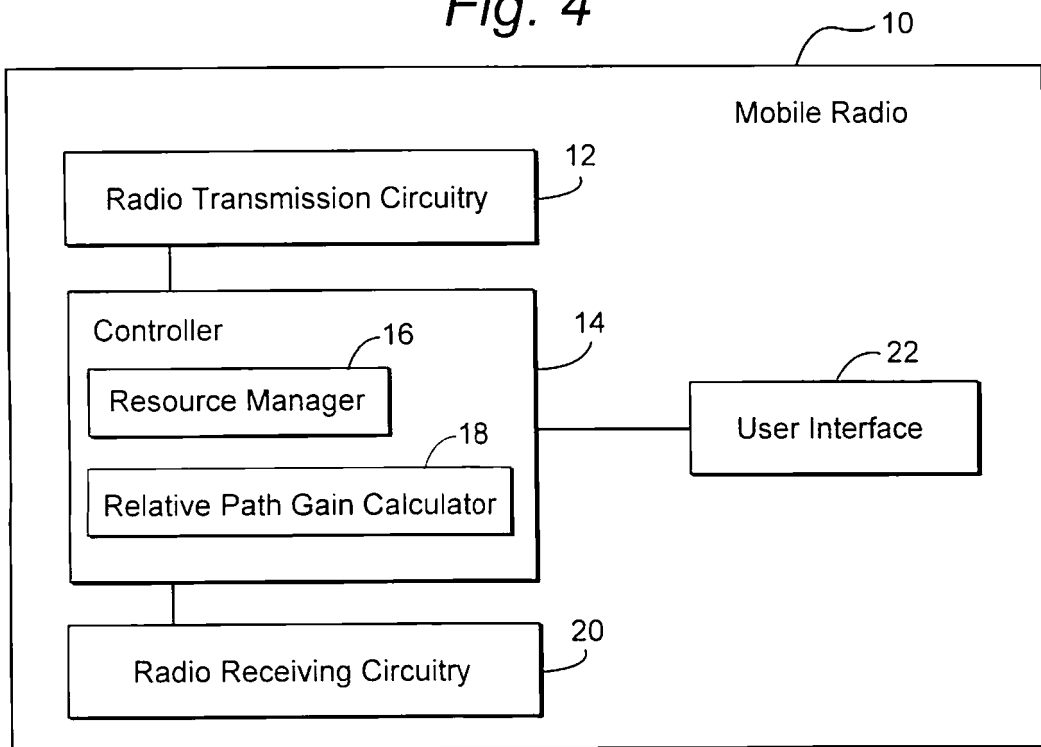 Fig. 4
10
Mobile Radio
12
Radio Transmission Circuitry
Controller
14
16
Resource Manager
22
User Interface
18
Relative Path Gain Calculator
20
Radio Receiving Circuitry